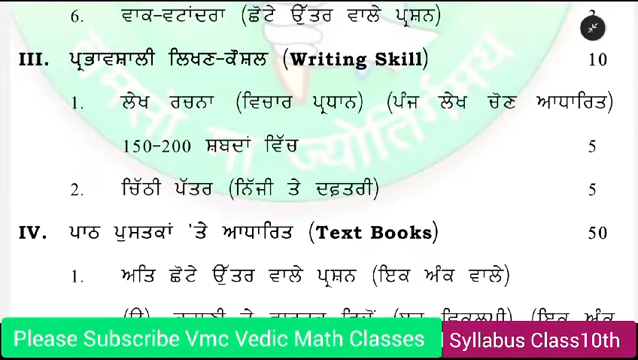 6. ਵਾਕ-ਵਟਾਂਦਰਾ (ਛੋਟੇ ਉੱਤਰ ਵਾਲੇ ਪ੍ਰਸ਼ਨ)
III. ਪ੍ਰਭਾਵਸ਼ਾਲੀ ਲਿਖਣ-ਕੌਸ਼ਲ (Writing Skill) 10
1. ਲੇਖ ਰਚਨਾ (ਵਿਚਾਰ ਪ੍ਰਧਾਨ) (ਪੰਜ ਲੇਖ ਚੋਣ ਆਧਾਰਿਤ)
150-200 ਸ਼ਬਦਾਂ ਵਿੱਚ 5
2. ਚਿੱਠੀ ਪੱਤਰ (ਨਿੱਜੀ ਤੇ ਦਫਤਰੀ) 5
IV. ਪਾਠ ਪੁਸਤਕਾਂ 'ਤੇ ਆਧਾਰਿਤ (Text Books) 50
1. ਅਤਿ ਛੋਟੇ ਉੱਤਰ ਵਾਲੇ ਪ੍ਰਸ਼ਨ (ਇਕ ਅੰਕ ਵਾਲੇ)
(ਇਕ ਅੰਕ
Please Subscribe Vmc Vedic Math Classes
Syllabus Class10th